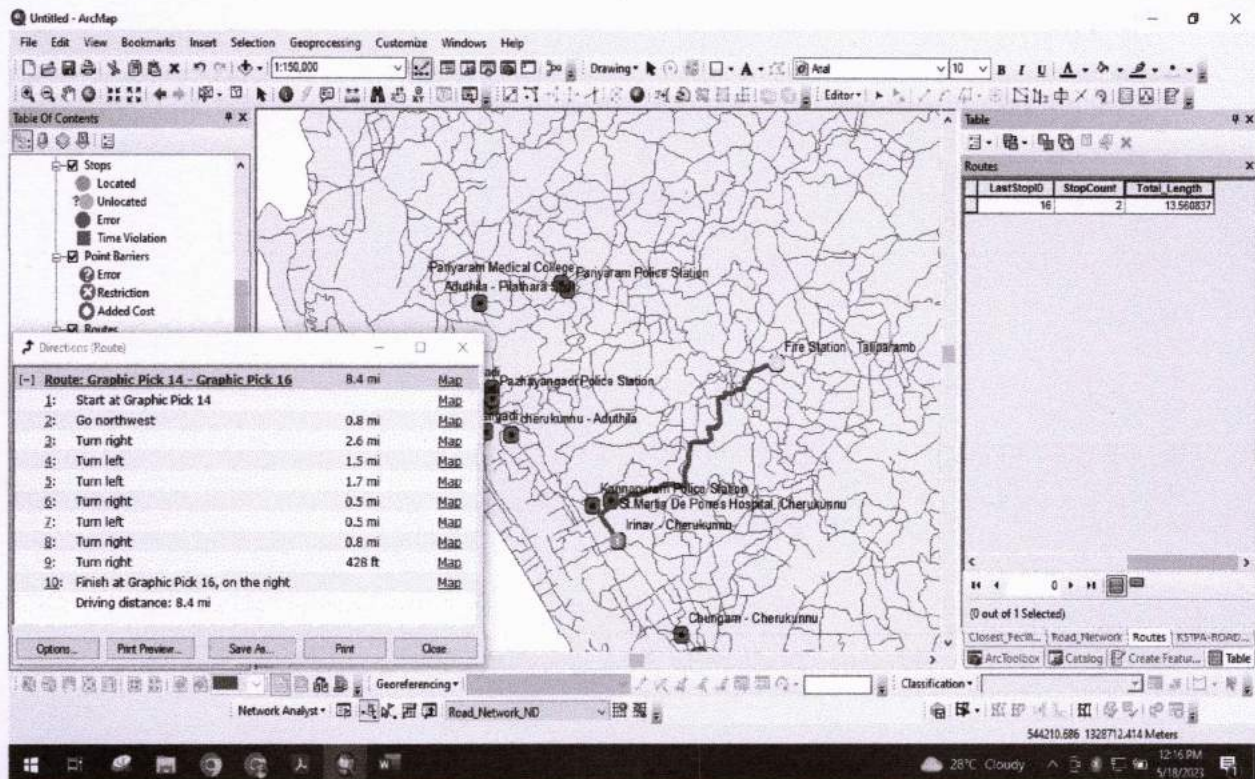 Untitled - ArcMap
File Edit View Bookmarks Insert Selection Geoprocessing Customize Windows Help
1:150,000
Drawing
A
Arial
10
B I U A
Editor
Table Of Contents
Stops
Located
? Unlocated
Error
Time Violation
Point Barriers
Error
Restriction
Added Cost
Routes
Directions (Route)
[-] Route: Graphic Pick 14 - Graphic Pick 16 8.4 mi Map
1: Start at Graphic Pick 14 Map
2: Go northwest 0.8 mi Map
3: Turn right 2.6 mi Map
4: Turn left 1.5 mi Map
5: Turn left 1.7 mi Map
6: Turn right 0.5 mi Map
7: Turn left 0.5 mi Map
8: Turn right 0.8 mi Map
9: Turn right 428 ft Map
10: Finish at Graphic Pick 16, on the right Map
Driving distance: 8.4 mi
Options... Print Preview... Save As... Print Close
Pariyaram Medical College
Pariyaram Police Station
Aduthila - Pilathara
Fire Station - Taliparamb
Pazhayangadi Police Station
cherukunnu - Aduthila
Kannapuram Police Station
St.Martin De Porres Hospital, Cherukunnu
Irinav - Cherukunnu
Chungam - Cherukunnu
Table
Routes
LastStopID StopCount Total_Length
16 2 13.560837
0
(0 out of 1 Selected)
Closest_Facili... Road_Network Routes KSTPA-ROAD...
ArcToolbox Catalog Create Featur... Table
Georeferencing
Classification
Network Analyst
Road_Network_ND
544210.686 1328712.414 Meters
28°C Cloudy
12:16 PM
5/18/2023